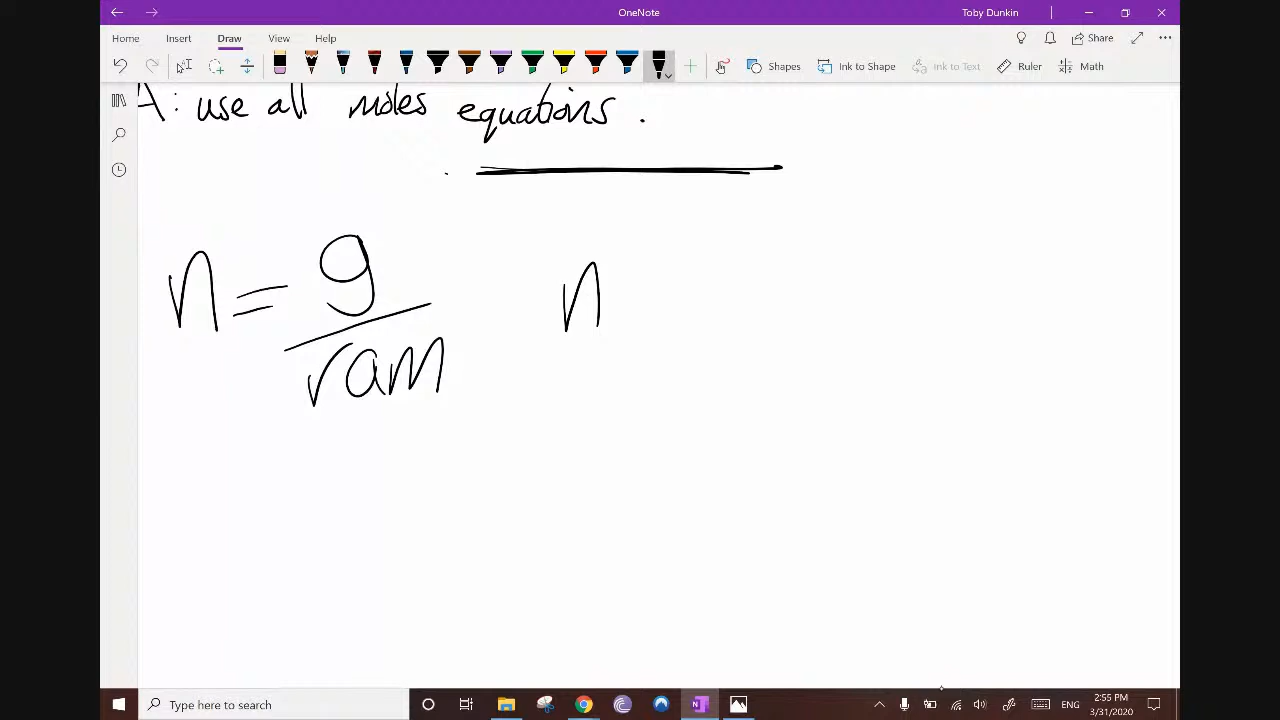 OneNote
Toby Dunkin
Home Insert Draw View Help
Share
Shapes Ink to Shape Ink to Text Ruler Math
A: use all moles equations.
n = g
ram
n
Type here to search
ENG
2:55 PM
3/31/2020